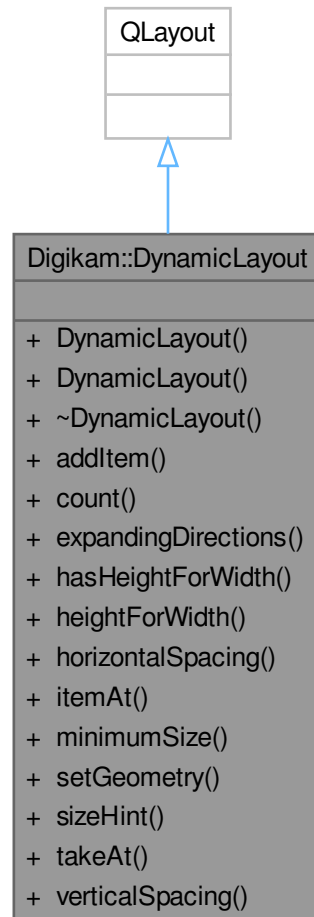 QLayout
Digikam::DynamicLayout
+ DynamicLayout()
+ DynamicLayout()
+ ~DynamicLayout()
+ addItem()
+ count()
+ expandingDirections()
+ hasHeightForWidth()
+ heightForWidth()
+ horizontalSpacing()
+ itemAt()
+ minimumSize()
+ setGeometry()
+ sizeHint()
+ takeAt()
+ verticalSpacing()